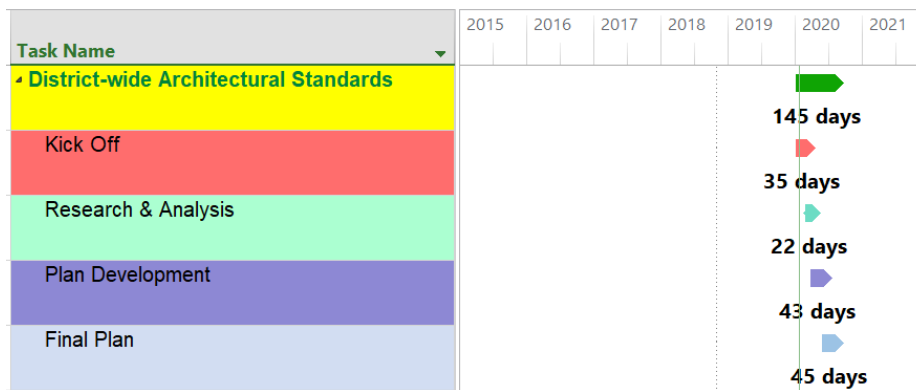 2015 2016 2017 2018 2019 2020 2021
Task Name
District-wide Architectural Standards
145 days
Kick Off
35 days
Research & Analysis
22 days
Plan Development
43 days
Final Plan
45 days